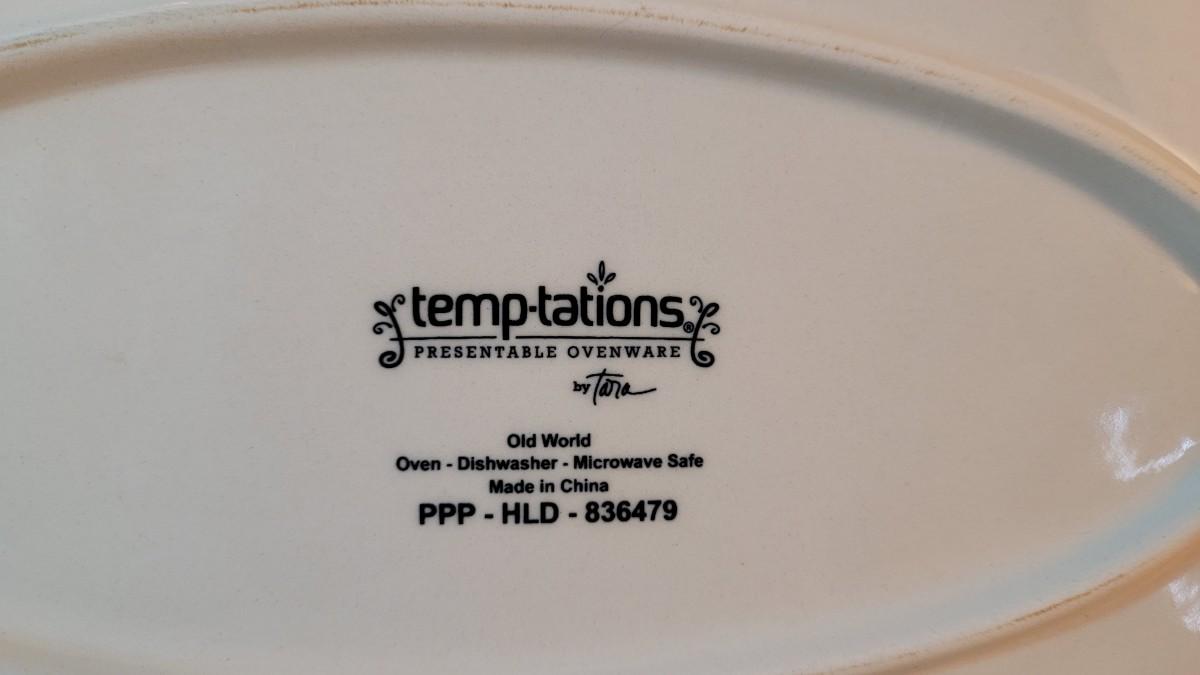 temp-tations®
PRESENTABLE OVENWARE
by Tara
Old World
Oven - Dishwasher - Microwave Safe
Made in China
PPP - HLD - 836479